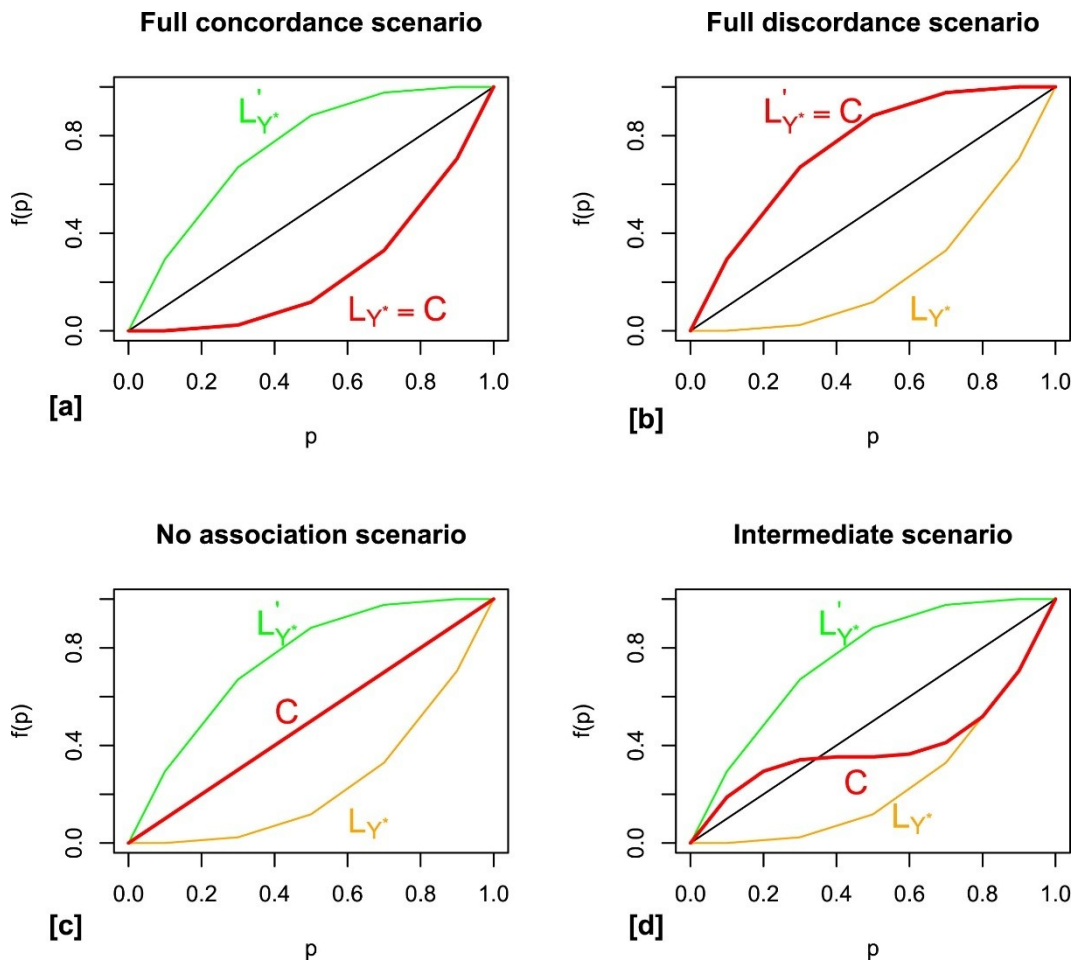 Full concordance scenario
L'Y*
LY* = C
f(p)
0.0 0.4 0.8
0.0 0.2 0.4 0.6 0.8 1.0
[a]
p
Full discordance scenario
L'Y* = C
LY*
f(p)
0.0 0.4 0.8
0.0 0.2 0.4 0.6 0.8 1.0
[b]
p
No association scenario
L'Y*
C
LY*
f(p)
0.0 0.4 0.8
0.0 0.2 0.4 0.6 0.8 1.0
[c]
p
Intermediate scenario
L'Y*
C
LY*
f(p)
0.0 0.4 0.8
0.0 0.2 0.4 0.6 0.8 1.0
[d]
p